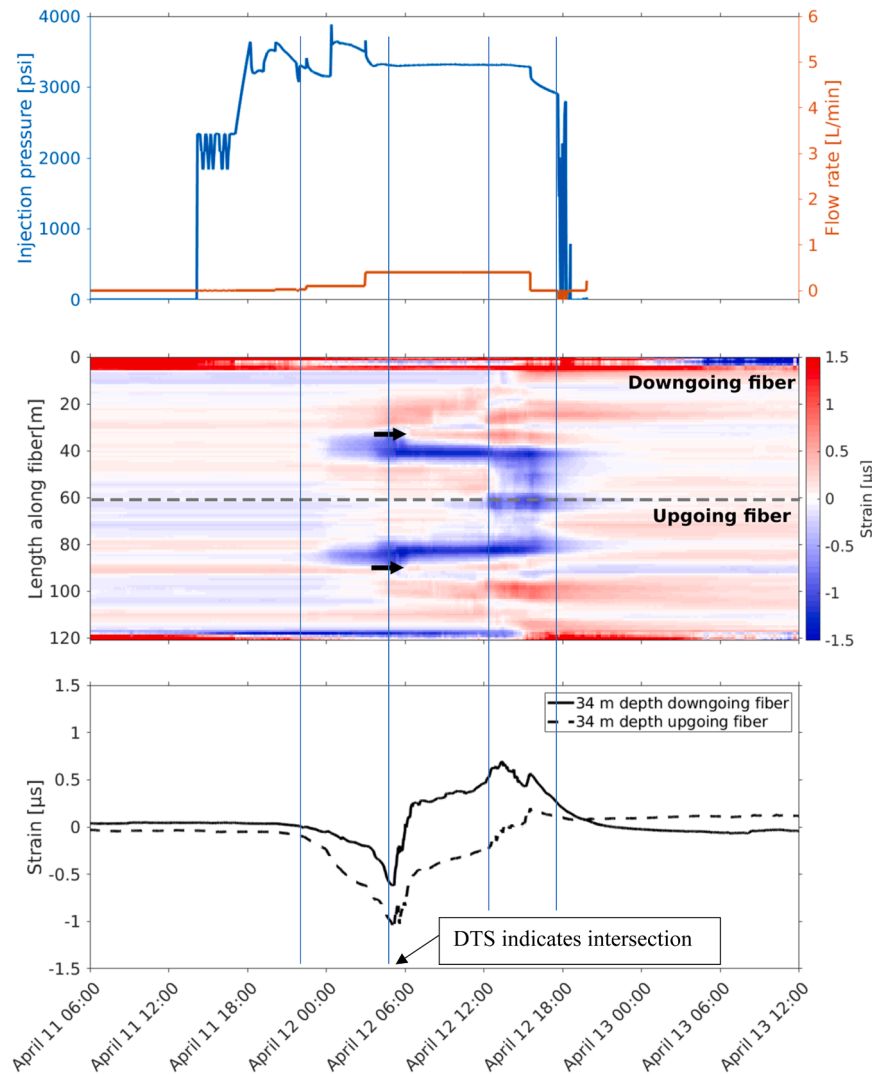 4000
3000
2000
1000
0
Injection pressure [psi]
6
5
4
3
2
1
0
Flow rate [L/min]
0
20
40
60
80
100
120
Length along fiber[m]
Downgoing fiber
Upgoing fiber
1.5
1
0.5
0
-0.5
-1
-1.5
Strain [µs]
1.5
1
0.5
0
-0.5
-1
-1.5
Strain [µs]
34 m depth downgoing fiber
34 m depth upgoing fiber
DTS indicates intersection
April 11 06:00
April 11 12:00
April 11 18:00
April 12 00:00
April 12 06:00
April 12 12:00
April 12 18:00
April 13 00:00
April 13 06:00
April 13 12:00